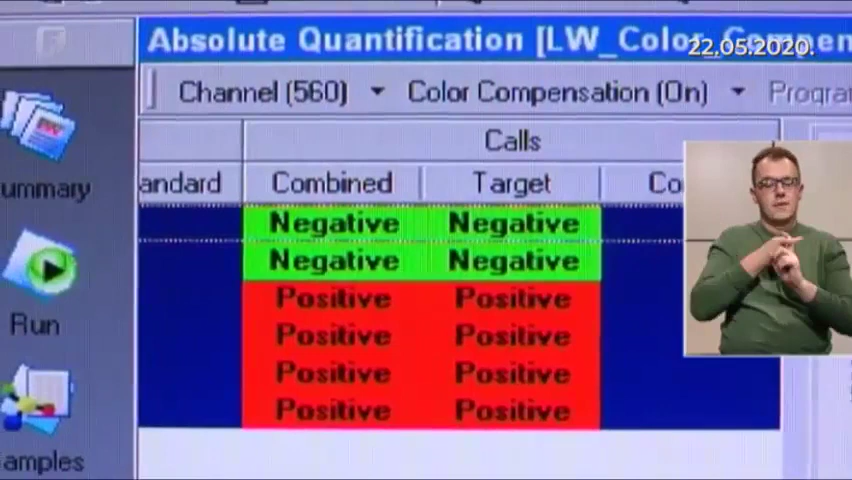 Absolute Quantification [LW_Color_Compen
22.05.2020.
Channel (560) Color Compensation (On) Progra
Calls
andard Combined Target Co
Negative Negative
Negative Negative
Positive Positive
Positive Positive
Positive Positive
Positive Positive
ummary
Run
amples